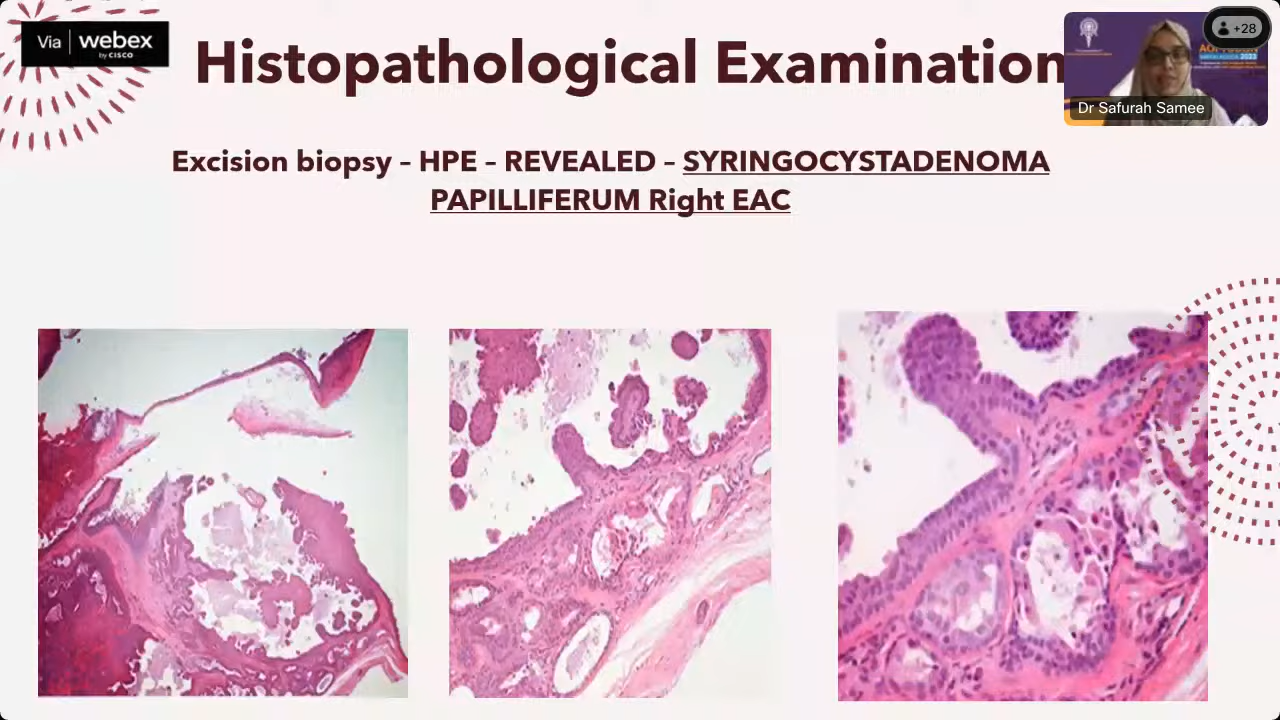 Via webex
by CISCO
Histopathological Examination
+28
Dr Safurah Samee
Excision biopsy – HPE – REVEALED – SYRINGOCYSTADENOMA
PAPILLIFERUM Right EAC